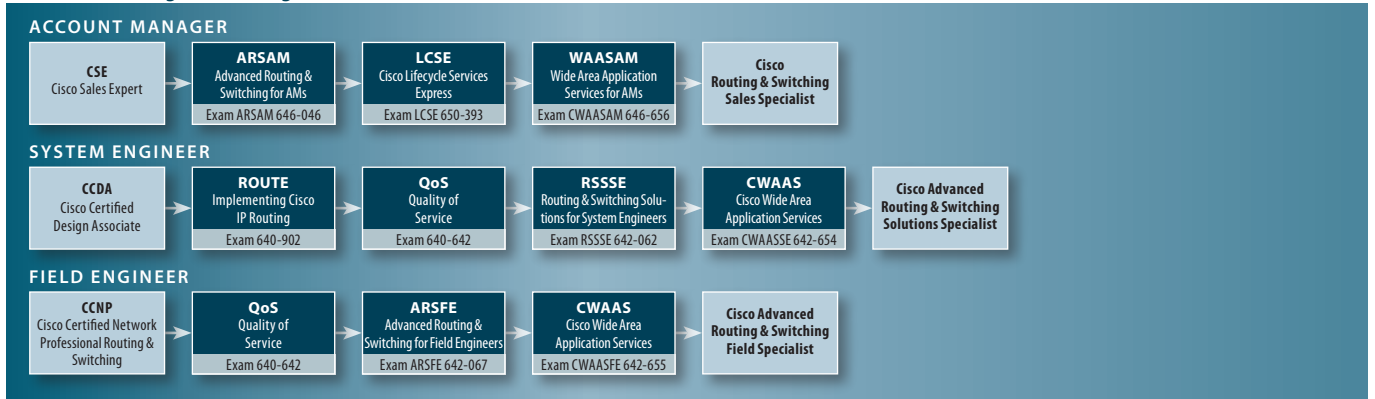 ACCOUNT MANAGER
CSE
Cisco Sales Expert
ARSAM
Advanced Routing &
Switching for AMs
Exam ARSAM 646-046
LCSE
Cisco Lifecycle Services
Express
Exam LCSE 650-393
WAASAM
Wide Area Application
Services for AMs
Exam CWAASAM 646-656
Cisco
Routing & Switching
Sales Specialist
SYSTEM ENGINEER
CCDA
Cisco Certified
Design Associate
ROUTE
Implementing Cisco
IP Routing
Exam 640-902
QoS
Quality of
Service
Exam 640-642
RSSSE
Routing & Switching Solu-
tions for System Engineers
Exam RSSSE 642-062
CWAAS
Cisco Wide Area
Application Services
Exam CWAASSE 642-654
Cisco Advanced
Routing & Switching
Solutions Specialist
FIELD ENGINEER
CCNP
Cisco Certified Network
Professional Routing &
Switching
QoS
Quality of
Service
Exam 640-642
ARSFE
Advanced Routing &
Switching for Field Engineers
Exam ARSFE 642-067
CWAAS
Cisco Wide Area
Application Services
Exam CWAASFE 642-655
Cisco Advanced
Routing & Switching
Field Specialist